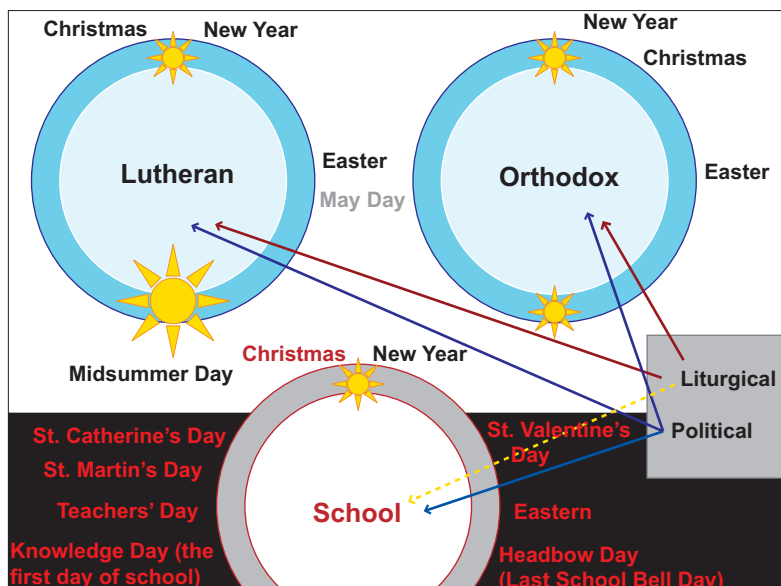 Christmas
New Year
Lutheran
Easter
May Day
Midsummer Day
New Year
Christmas
Orthodox
Easter
Liturgical
Political
Christmas
New Year
St. Catherine's Day
St. Martin's Day
Teachers' Day
Knowledge Day (the
first day of school)
School
St. Valentine's
Day
Eastern
Headbow Day
(Last School Bell Day)